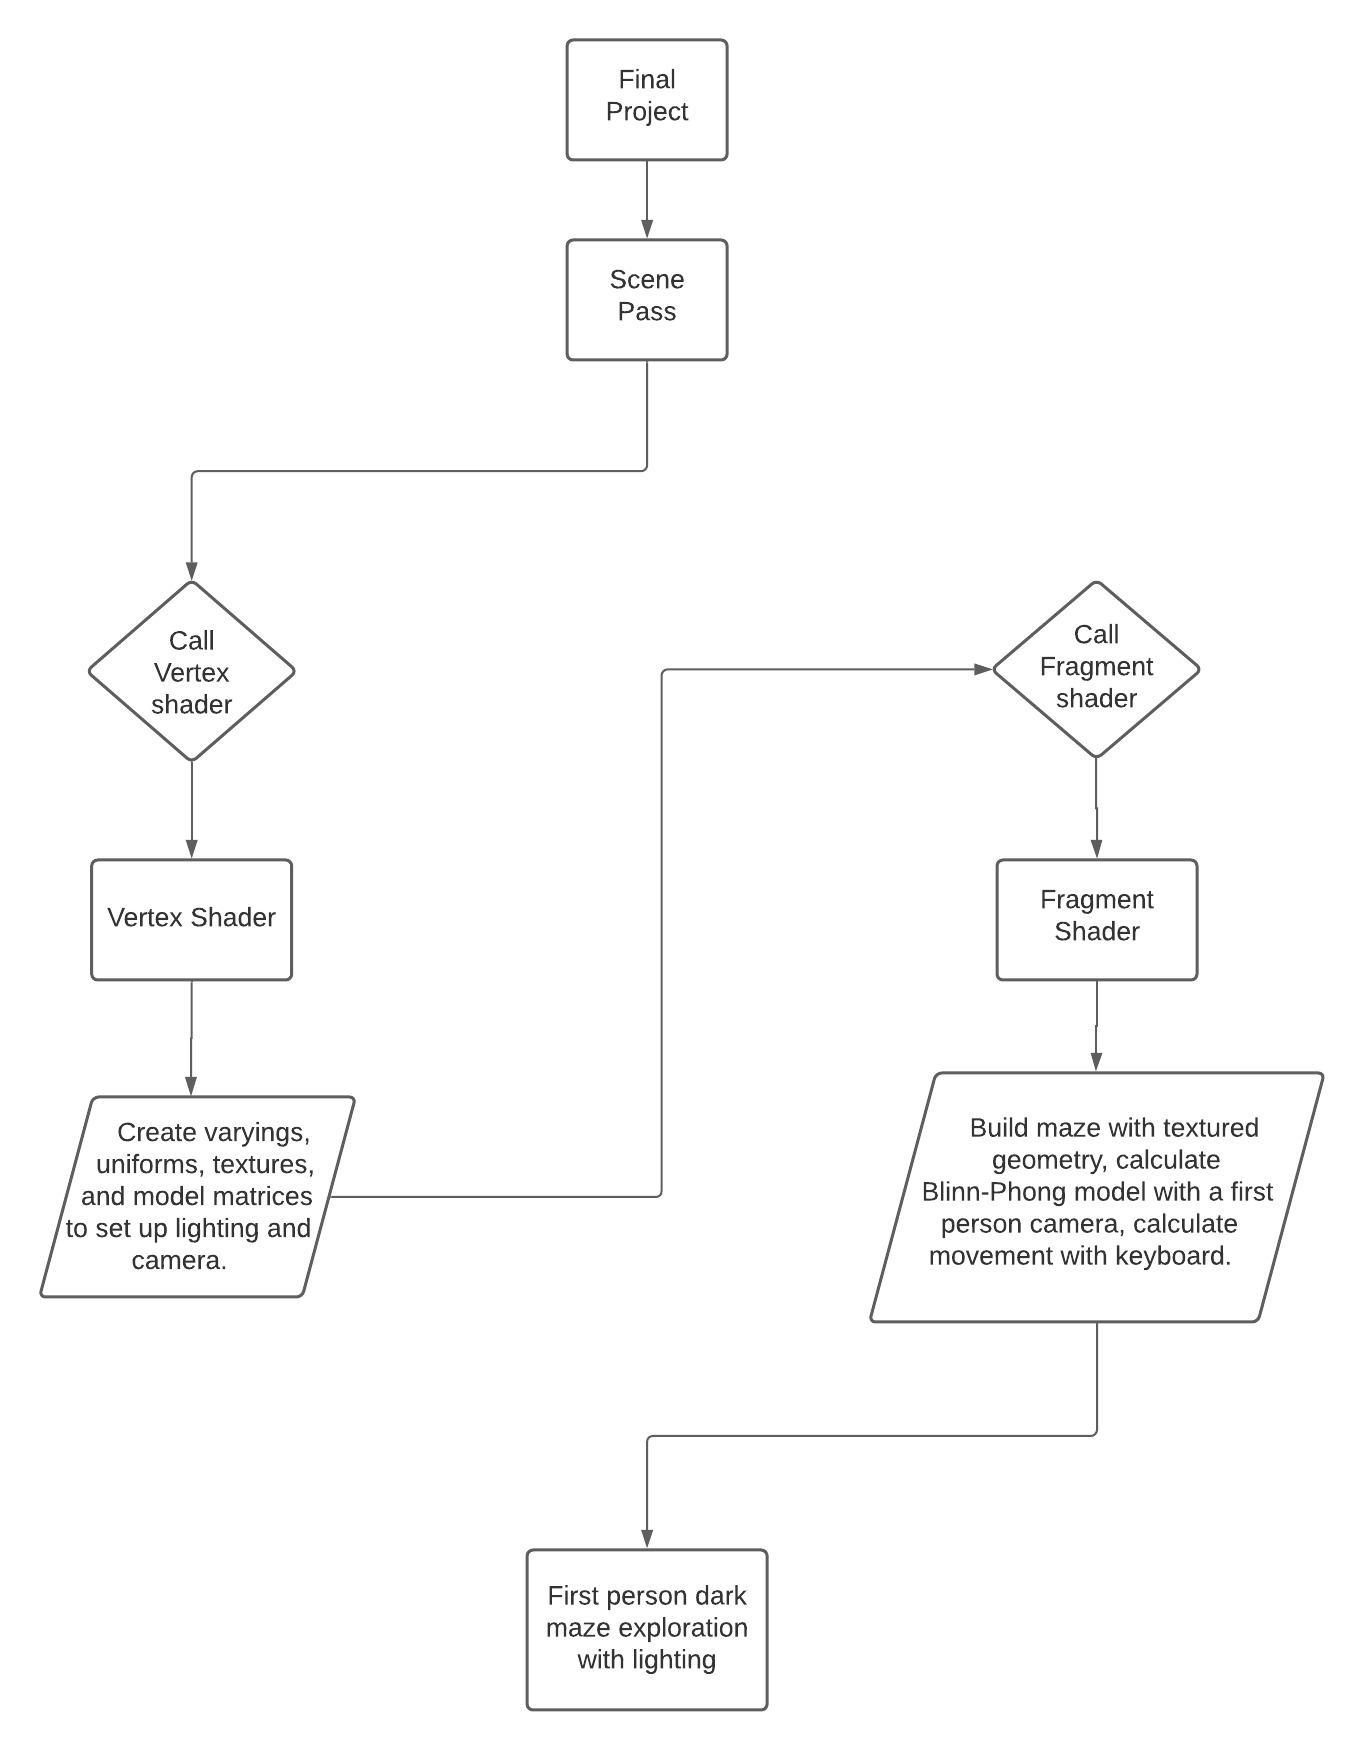 Final
Project
Scene
Pass
Call
Vertex
shader
Vertex Shader
Create varyings,
uniforms, textures,
and model matrices
to set up lighting and
camera.
Call
Fragment
shader
Fragment
Shader
Build maze with textured
geometry, calculate
Blinn-Phong model with a first
person camera, calculate
movement with keyboard.
First person dark
maze exploration
with lighting